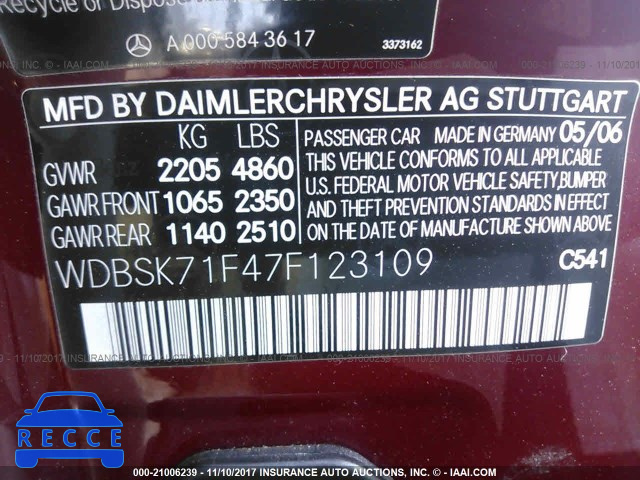 Recycle or Dispose
A 000 584 36 17
3373162
MFD BY DAIMLERCHRYSLER AG STUTTGART
KG LBS
GVWR 2205 4860
GAWR FRONT 1065 2350
GAWR REAR 1140 2510
PASSENGER CAR MADE IN GERMANY 05/06
THIS VEHICLE CONFORMS TO ALL APPLICABLE
U.S. FEDERAL MOTOR VEHICLE SAFETY, BUMPER
AND THEFT PREVENTION STANDARDS IN EFFECT
ON THE DATE OF MANUFACTURE SHOWN ABOVE.
WDBSK71F47F123109
C541
RECCE
000-21006239 - 11/10/2017 INSURANCE AUTO AUCTIONS, INC. © - IAAI.COM